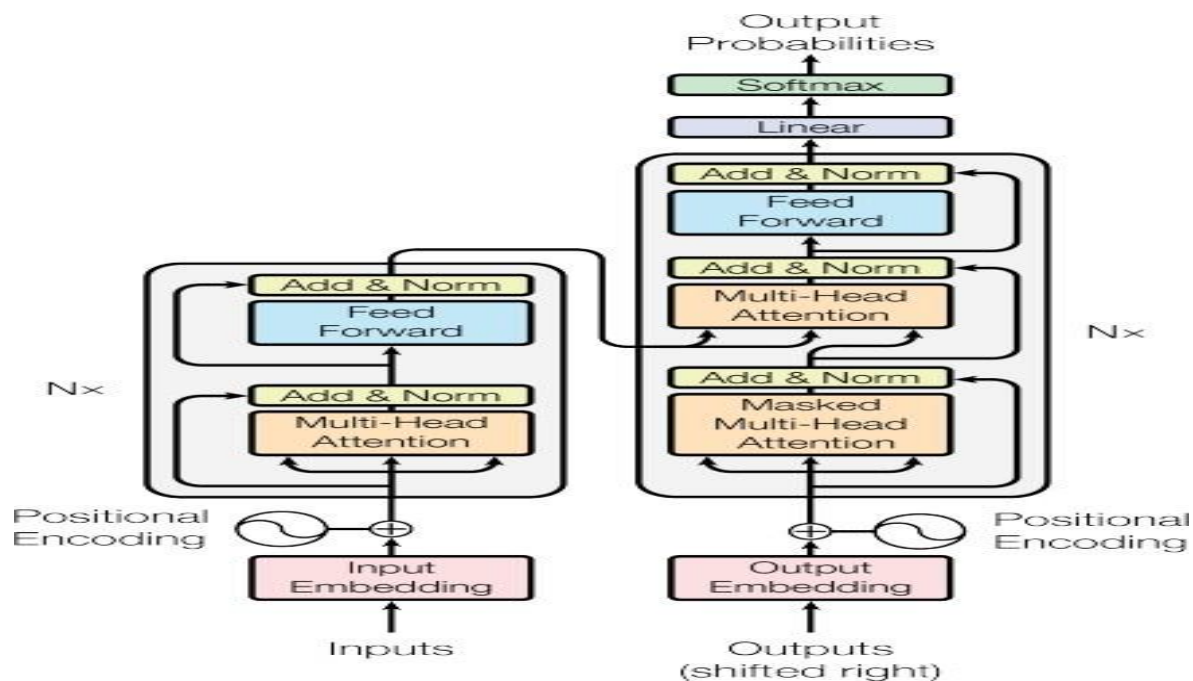 Output
Probabilities
Softmax
Linear
Add & Norm
Feed
Forward
Add & Norm
Multi-Head
Attention
Add & Norm
Masked
Multi-Head
Attention
Nx
Add & Norm
Feed
Forward
Add & Norm
Multi-Head
Attention
Nx
Positional
Encoding
Positional
Encoding
Input
Embedding
Output
Embedding
Inputs
Outputs
(shifted right)